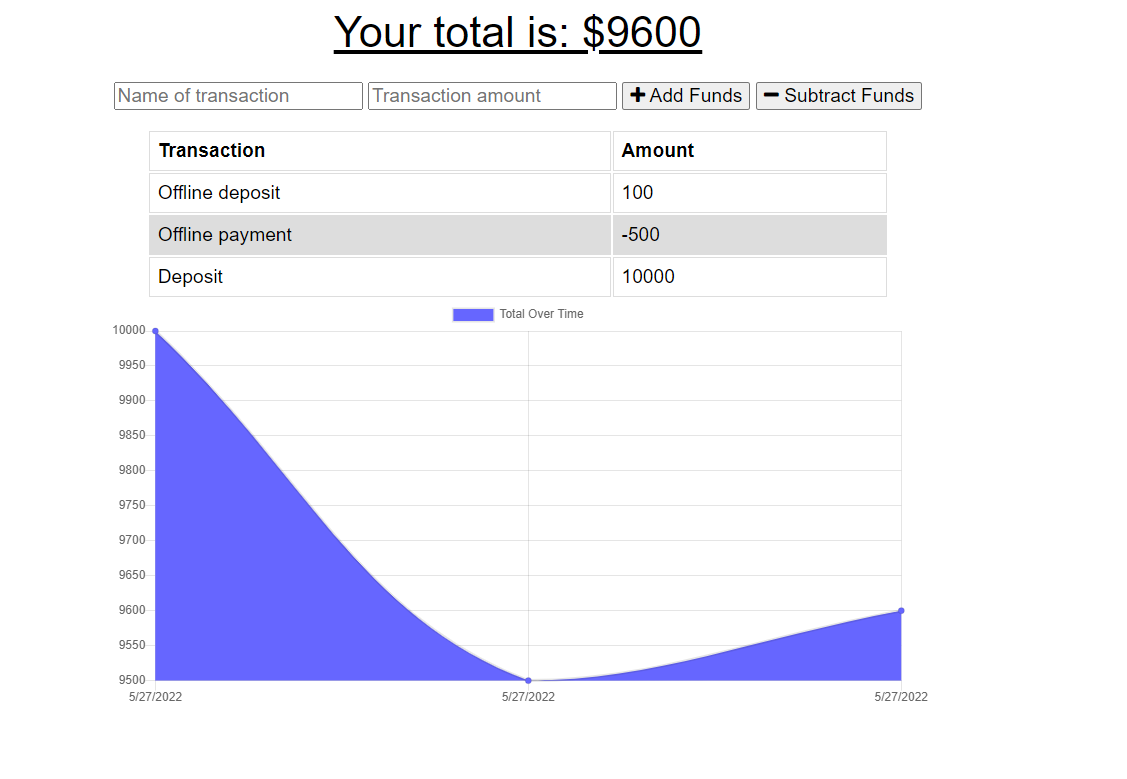 Your total is: $9600
Name of transaction Transaction amount + Add Funds − Subtract Funds
Transaction Amount
Offline deposit 100
Offline payment -500
Deposit 10000
Total Over Time
10000
9950
9900
9850
9800
9750
9700
9650
9600
9550
9500
5/27/2022 5/27/2022 5/27/2022